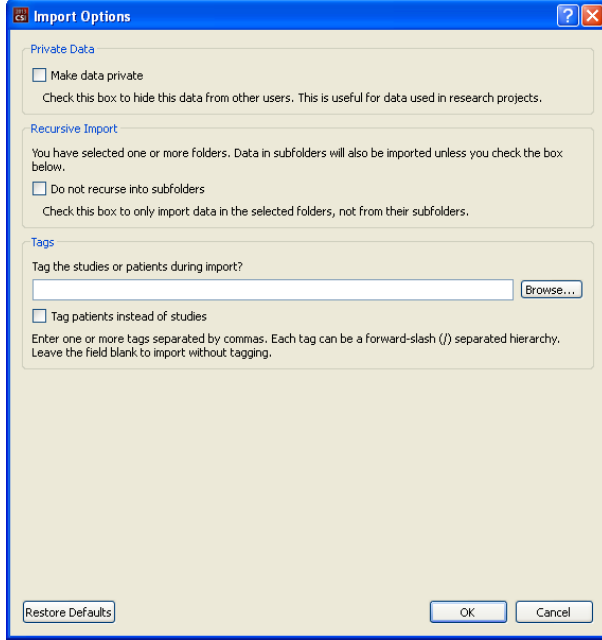 Import Options
Private Data
Make data private
Check this box to hide this data from other users. This is useful for data used in research projects.
Recursive Import
You have selected one or more folders. Data in subfolders will also be imported unless you check the box
below.
Do not recurse into subfolders
Check this box to only import data in the selected folders, not from their subfolders.
Tags
Tag the studies or patients during import?
Browse...
Tag patients instead of studies
Enter one or more tags separated by commas. Each tag can be a forward-slash (/) separated hierarchy.
Leave the field blank to import without tagging.
Restore Defaults
OK
Cancel